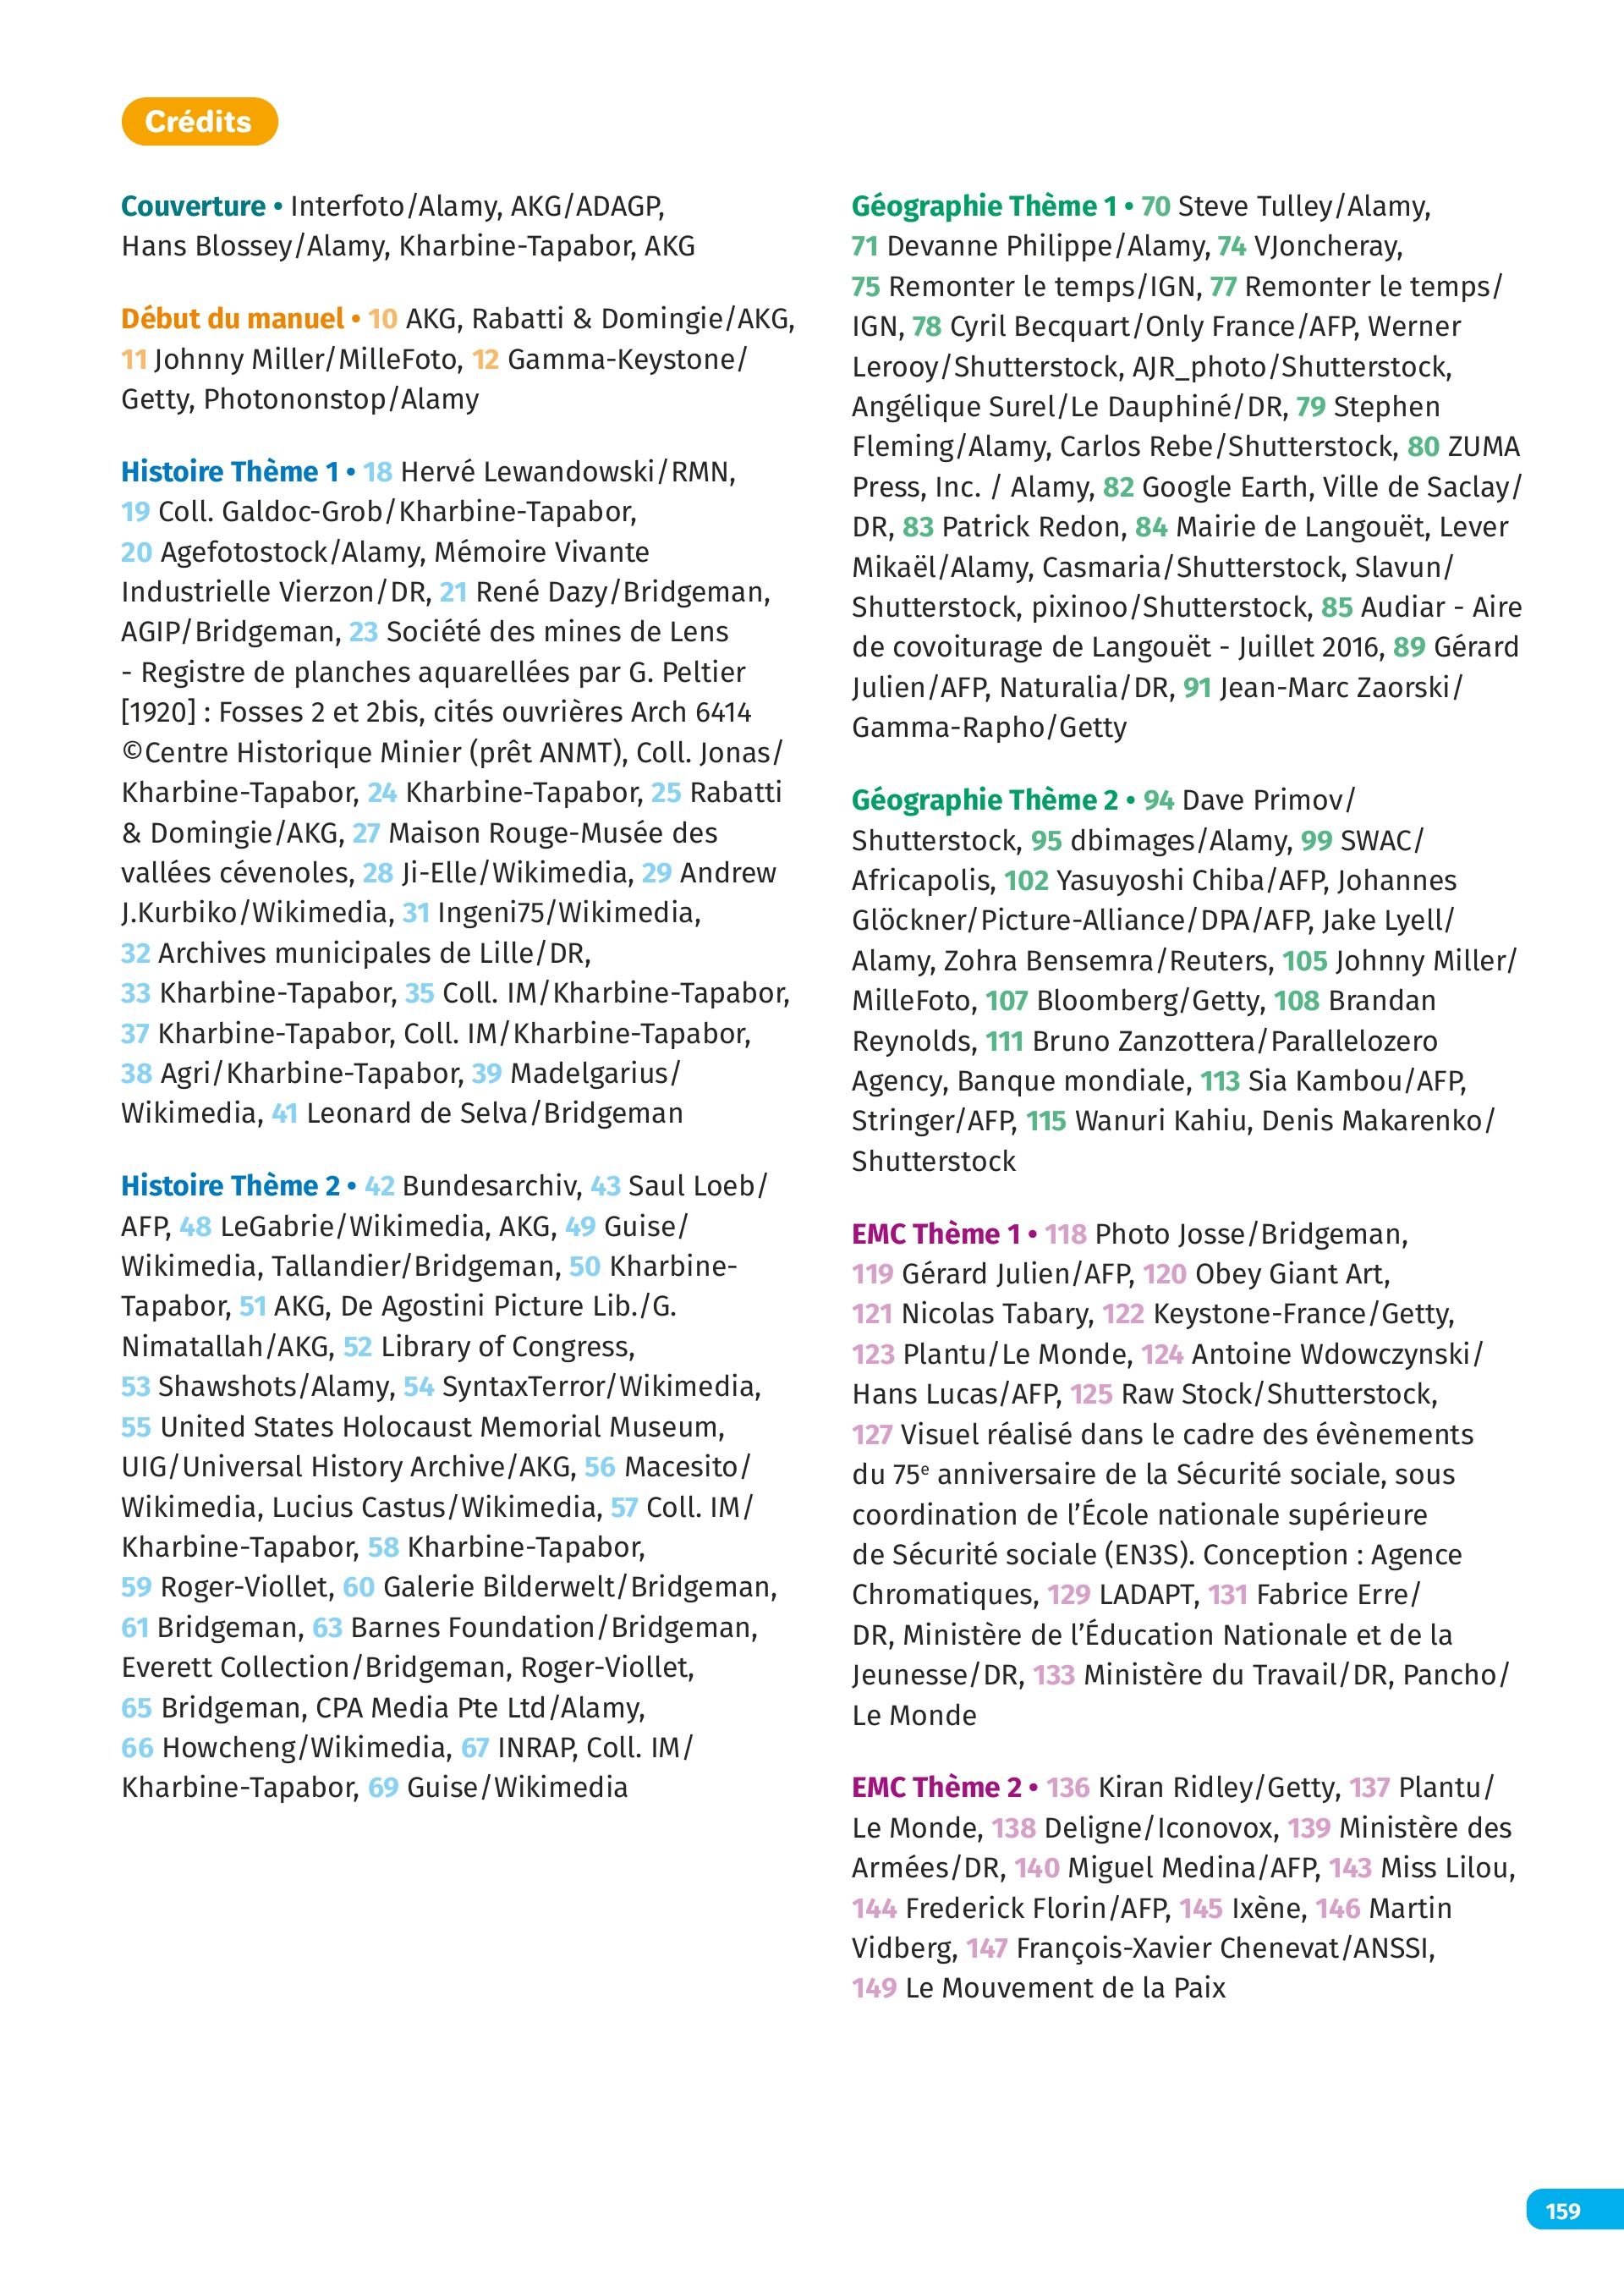 Crédits
Couverture • Interfoto/Alamy, AKG/ADAGP,
Hans Blossey/Alamy, Kharbine-Tapabor, AKG
Début du manuel • 10 AKG, Rabatti & Domingie/AKG,
11 Johnny Miller/MilleFoto, 12 Gamma-Keystone/
Getty, Photononstop/Alamy
Histoire Thème 1 • 18 Hervé Lewandowski/RMN,
19 Coll. Galdoc-Grob/Kharbine-Tapabor,
20 Agefotostock/Alamy, Mémoire Vivante
Industrielle Vierzon/DR, 21 René Dazy/Bridgeman,
AGIP/Bridgeman, 23 Société des mines de Lens
- Registre de planches aquarellées par G. Peltier
[1920] : Fosses 2 et 2bis, cités ouvrières Arch 6414
©Centre Historique Minier (prêt ANMT), Coll. Jonas/
Kharbine-Tapabor, 24 Kharbine-Tapabor, 25 Rabatti
& Domingie/AKG, 27 Maison Rouge-Musée des
vallées cévenoles, 28 Ji-Elle/Wikimedia, 29 Andrew
J.Kurbiko/Wikimedia, 31 Ingeni75/Wikimedia,
32 Archives municipales de Lille/DR,
33 Kharbine-Tapabor, 35 Coll. IM/Kharbine-Tapabor,
37 Kharbine-Tapabor, Coll. IM/Kharbine-Tapabor,
38 Agri/Kharbine-Tapabor, 39 Madelgarius/
Wikimedia, 41 Leonard de Selva/Bridgeman
Histoire Thème 2 • 42 Bundesarchiv, 43 Saul Loeb/
AFP, 48 LeGabrie/Wikimedia, AKG, 49 Guise/
Wikimedia, Tallandier/Bridgeman, 50 Kharbine-
Tapabor, 51 AKG, De Agostini Picture Lib./G.
Nimatallah/AKG, 52 Library of Congress,
53 Shawshots/Alamy, 54 SyntaxTerror/Wikimedia,
55 United States Holocaust Memorial Museum,
UIG/Universal History Archive/AKG, 56 Macesito/
Wikimedia, Lucius Castus/Wikimedia, 57 Coll. IM/
Kharbine-Tapabor, 58 Kharbine-Tapabor,
59 Roger-Viollet, 60 Galerie Bilderwelt/Bridgeman,
61 Bridgeman, 63 Barnes Foundation/Bridgeman,
Everett Collection/Bridgeman, Roger-Viollet,
65 Bridgeman, CPA Media Pte Ltd/Alamy,
66 Howcheng/Wikimedia, 67 INRAP, Coll. IM/
Kharbine-Tapabor, 69 Guise/Wikimedia
Géographie Thème 1 • 70 Steve Tulley/Alamy,
71 Devanne Philippe/Alamy, 74 VJoncheray,
75 Remonter le temps/IGN, 77 Remonter le temps/
IGN, 78 Cyril Becquart/Only France/AFP, Werner
Lerooy/Shutterstock, AJR_photo/Shutterstock,
Angélique Surel/Le Dauphiné/DR, 79 Stephen
Fleming/Alamy, Carlos Rebe/Shutterstock, 80 ZUMA
Press, Inc. / Alamy, 82 Google Earth, Ville de Saclay/
DR, 83 Patrick Redon, 84 Mairie de Langouët, Lever
Mikaël/Alamy, Casmaria/Shutterstock, Slavun/
Shutterstock, pixinoo/Shutterstock, 85 Audiar - Aire
de covoiturage de Langouët - Juillet 2016, 89 Gérard
Julien/AFP, Naturalia/DR, 91 Jean-Marc Zaorski/
Gamma-Rapho/Getty
Géographie Thème 2 • 94 Dave Primov/
Shutterstock, 95 dbimages/Alamy, 99 SWAC/
Africapolis, 102 Yasuyoshi Chiba/AFP, Johannes
Glöckner/Picture-Alliance/DPA/AFP, Jake Lyell/
Alamy, Zohra Bensemra/Reuters, 105 Johnny Miller/
MilleFoto, 107 Bloomberg/Getty, 108 Brandan
Reynolds, 111 Bruno Zanzottera/Parallelozero
Agency, Banque mondiale, 113 Sia Kambou/AFP,
Stringer/AFP, 115 Wanuri Kahiu, Denis Makarenko/
Shutterstock
EMC Thème 1 • 118 Photo Josse/Bridgeman,
119 Gérard Julien/AFP, 120 Obey Giant Art,
121 Nicolas Tabary, 122 Keystone-France/Getty,
123 Plantu/Le Monde, 124 Antoine Wdowczynski/
Hans Lucas/AFP, 125 Raw Stock/Shutterstock,
127 Visuel réalisé dans le cadre des évènements
du 75e anniversaire de la Sécurité sociale, sous
coordination de l’École nationale supérieure
de Sécurité sociale (EN3S). Conception : Agence
Chromatiques, 129 LADAPT, 131 Fabrice Erre/
DR, Ministère de l’Éducation Nationale et de la
Jeunesse/DR, 133 Ministère du Travail/DR, Pancho/
Le Monde
EMC Thème 2 • 136 Kiran Ridley/Getty, 137 Plantu/
Le Monde, 138 Deligne/Iconovox, 139 Ministère des
Armées/DR, 140 Miguel Medina/AFP, 143 Miss Lilou,
144 Frederick Florin/AFP, 145 Ixène, 146 Martin
Vidberg, 147 François-Xavier Chenevat/ANSSI,
149 Le Mouvement de la Paix
159